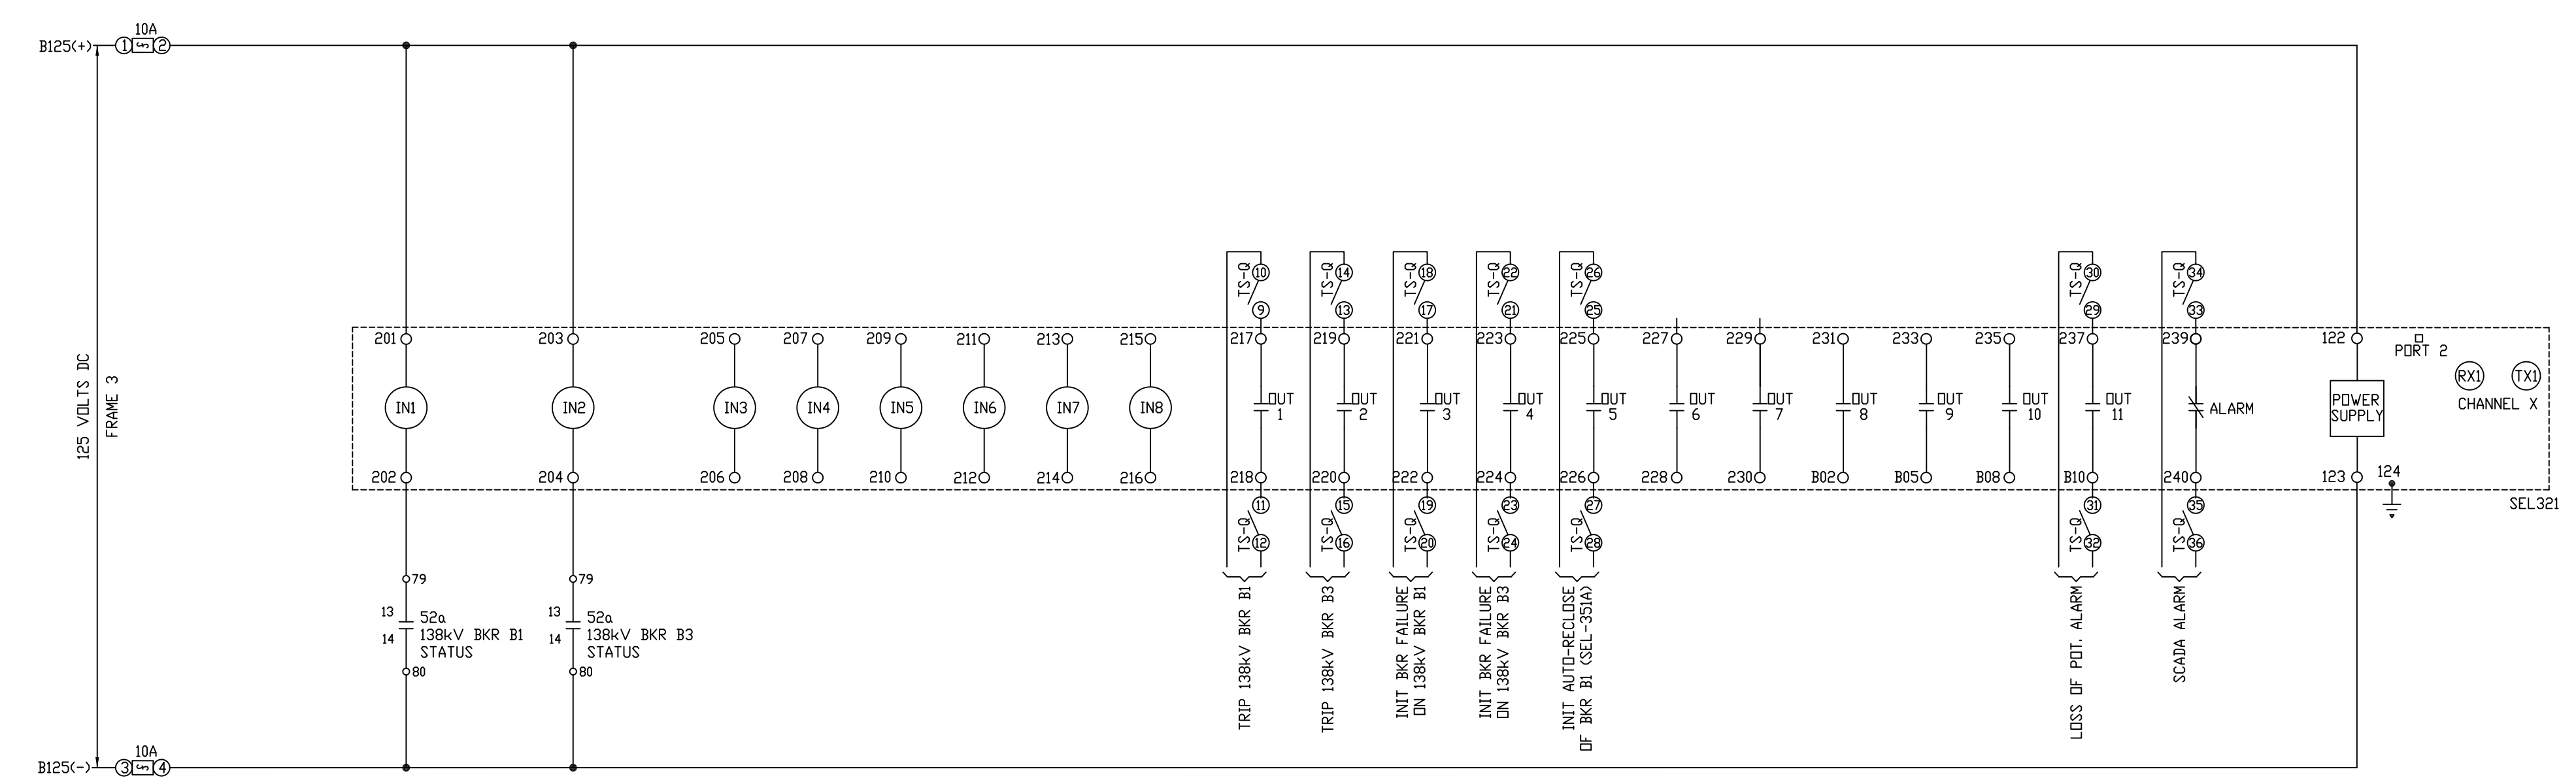 10A
B125(+)
1
2
125 VOLTS DC
FRAME 3
10
TS-Q
9
14
TS-Q
13
18
TS-Q
17
22
TS-Q
21
26
TS-Q
25
30
TS-Q
29
34
TS-Q
33
201
203
205
207
209
211
213
215
217
219
221
223
225
227
229
231
233
235
237
239
122
PORT 2
RX1
TX1
CHANNEL X
IN1
IN2
IN3
IN4
IN5
IN6
IN7
IN8
OUT
1
OUT
2
OUT
3
OUT
4
OUT
5
OUT
6
OUT
7
OUT
8
OUT
9
OUT
10
OUT
11
ALARM
POWER
SUPPLY
202
204
206
208
210
212
214
216
218
220
222
224
226
228
230
B02
B05
B08
B10
240
123
124
SEL321
11
TS-Q
12
15
TS-Q
16
19
TS-Q
20
23
TS-Q
24
27
TS-Q
28
31
TS-Q
32
35
TS-Q
36
79
13
14
52a
138kV BKR B1
STATUS
80
79
13
14
52a
138kV BKR B3
STATUS
80
TRIP 138kV BKR B1
TRIP 138kV BKR B3
INIT BKR FAILURE
ON 138kV BKR B1
INIT BKR FAILURE
ON 138kV BKR B3
INIT AUTO-RECLOSE
OF BKR B1 (SEL-351A)
LOSS OF POT. ALARM
SCADA ALARM
10A
B125(-)
3
4